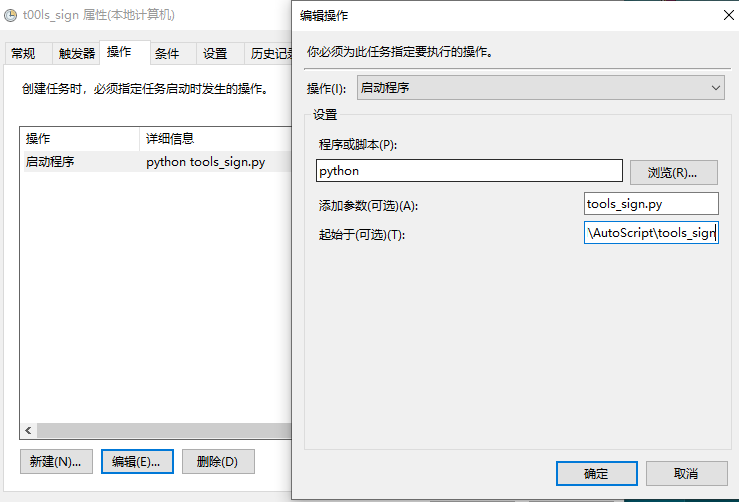 t00ls_sign 属性(本地计算机)
常规 触发器 操作 条件 设置 历史记录
创建任务时，必须指定任务启动时发生的操作。
操作 详细信息
启动程序 python tools_sign.py
新建(N)... 编辑(E)... 删除(D)
编辑操作
你必须为此任务指定要执行的操作。
操作(I): 启动程序
设置
程序或脚本(P):
python 浏览(R)...
添加参数(可选)(A): tools_sign.py
起始于(可选)(T): \AutoScript\tools_sign
确定 取消